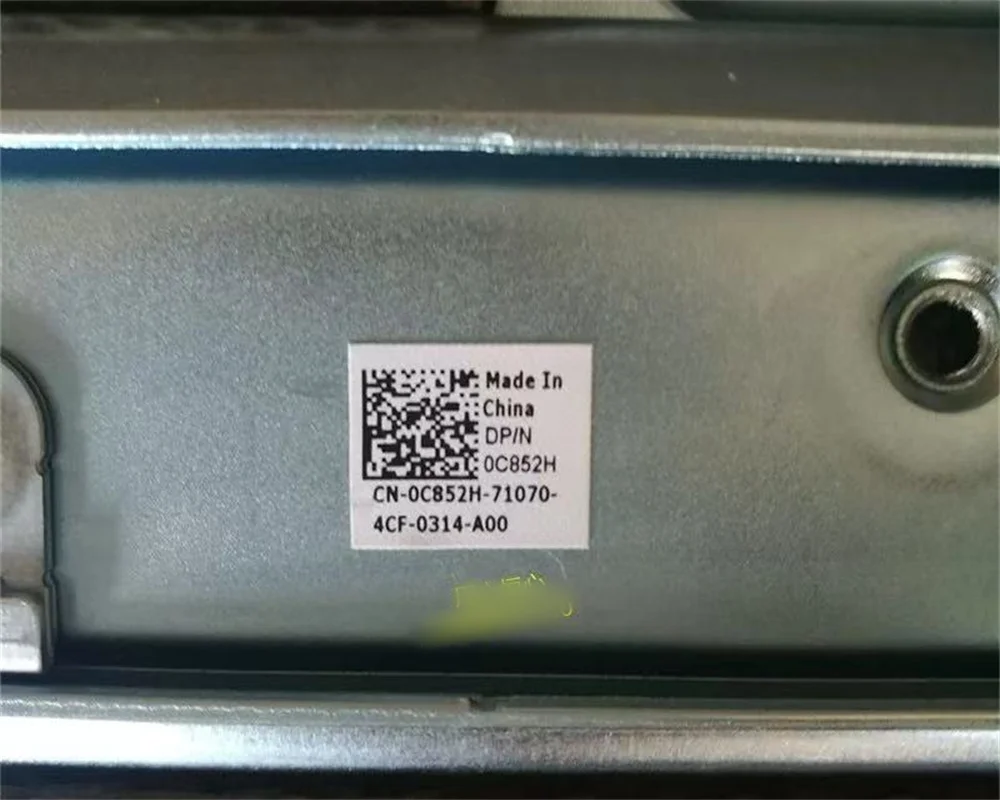 Made In
China
DP/N
0C852H
CN-0C852H-71070-
4CF-0314-A00